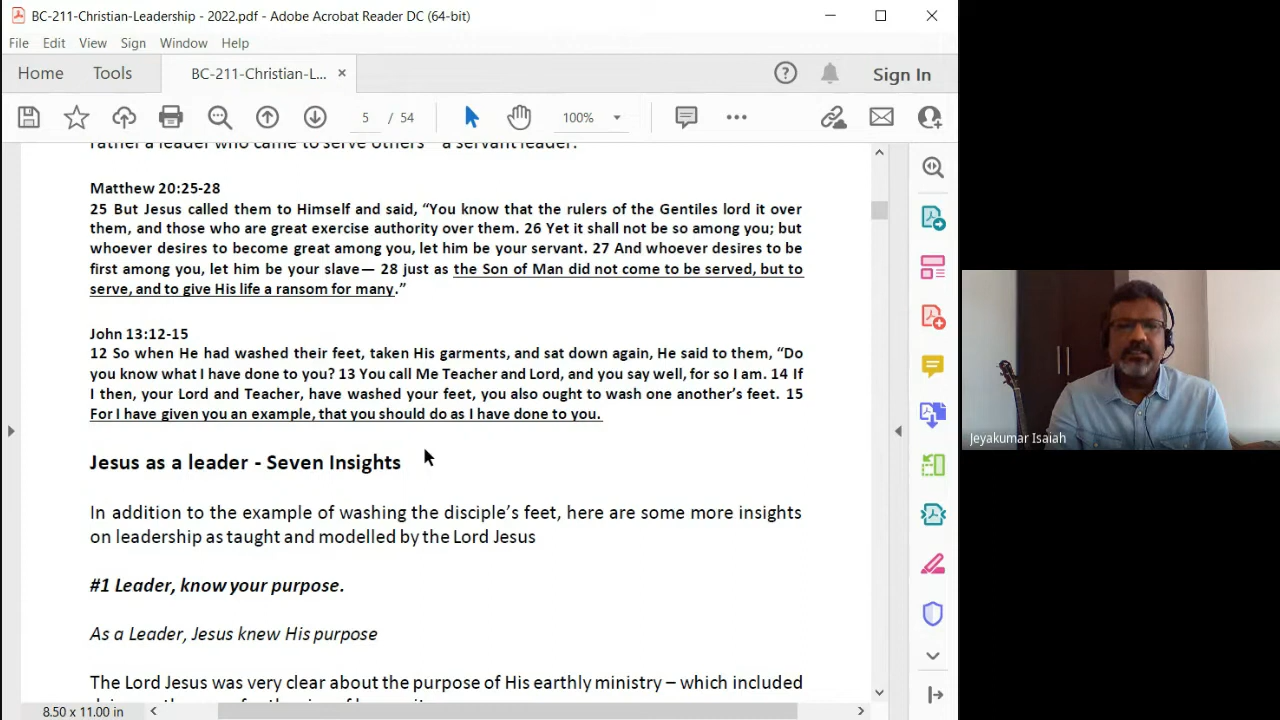 BC-211-Christian-Leadership - 2022.pdf - Adobe Acrobat Reader DC (64-bit)
File Edit View Sign Window Help
Home Tools BC-211-Christian-L... Sign In
5 / 54 100%
rather a leader who came to serve others – a servant leader.
Matthew 20:25-28
25 But Jesus called them to Himself and said, “You know that the rulers of the Gentiles lord it over
them, and those who are great exercise authority over them. 26 Yet it shall not be so among you; but
whoever desires to become great among you, let him be your servant. 27 And whoever desires to be
first among you, let him be your slave— 28 just as the Son of Man did not come to be served, but to
serve, and to give His life a ransom for many.”
John 13:12-15
12 So when He had washed their feet, taken His garments, and sat down again, He said to them, “Do
you know what I have done to you? 13 You call Me Teacher and Lord, and you say well, for so I am. 14 If
I then, your Lord and Teacher, have washed your feet, you also ought to wash one another’s feet. 15
For I have given you an example, that you should do as I have done to you.
Jesus as a leader - Seven Insights
In addition to the example of washing the disciple’s feet, here are some more insights
on leadership as taught and modelled by the Lord Jesus
#1 Leader, know your purpose.
As a Leader, Jesus knew His purpose
The Lord Jesus was very clear about the purpose of His earthly ministry – which included
8.50 x 11.00 in
Jeyakumar Isaiah